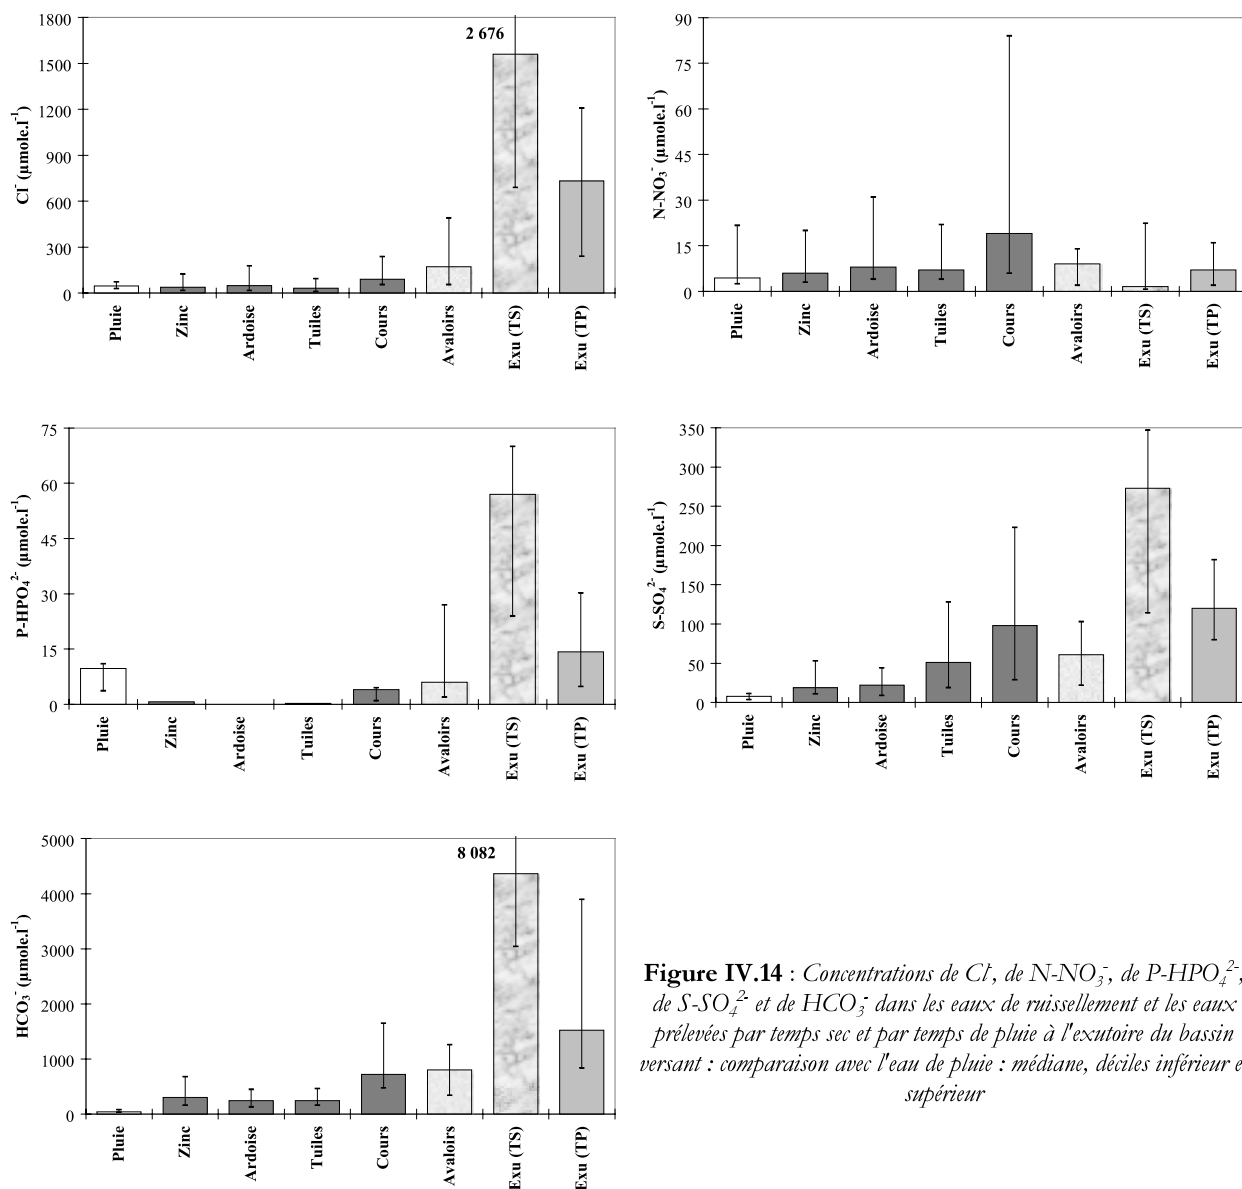 1800
1500
1200
900
600
300
0
Cl⁻ (µmole.l⁻¹)
2 676
Pluie
Zinc
Ardoise
Tuiles
Cours
Avaloirs
Exu (TS)
Exu (TP)
90
75
60
45
30
15
0
N-NO₃⁻ (µmole.l⁻¹)
Pluie
Zinc
Ardoise
Tuiles
Cours
Avaloirs
Exu (TS)
Exu (TP)
75
60
45
30
15
0
P-HPO₄²⁻ (µmole.l⁻¹)
Pluie
Zinc
Ardoise
Tuiles
Cours
Avaloirs
Exu (TS)
Exu (TP)
350
300
250
200
150
100
50
0
S-SO₄²⁻ (µmole.l⁻¹)
Pluie
Zinc
Ardoise
Tuiles
Cours
Avaloirs
Exu (TS)
Exu (TP)
5000
4000
3000
2000
1000
0
HCO₃⁻ (µmole.l⁻¹)
8 082
Pluie
Zinc
Ardoise
Tuiles
Cours
Avaloirs
Exu (TS)
Exu (TP)
Figure IV.14 : Concentrations de Cl⁻, de N-NO₃⁻, de P-HPO₄²⁻,
de S-SO₄²⁻ et de HCO₃⁻ dans les eaux de ruissellement et les eaux
prélevées par temps sec et par temps de pluie à l'exutoire du bassin
versant : comparaison avec l'eau de pluie : médiane, déciles inférieur e
supérieur